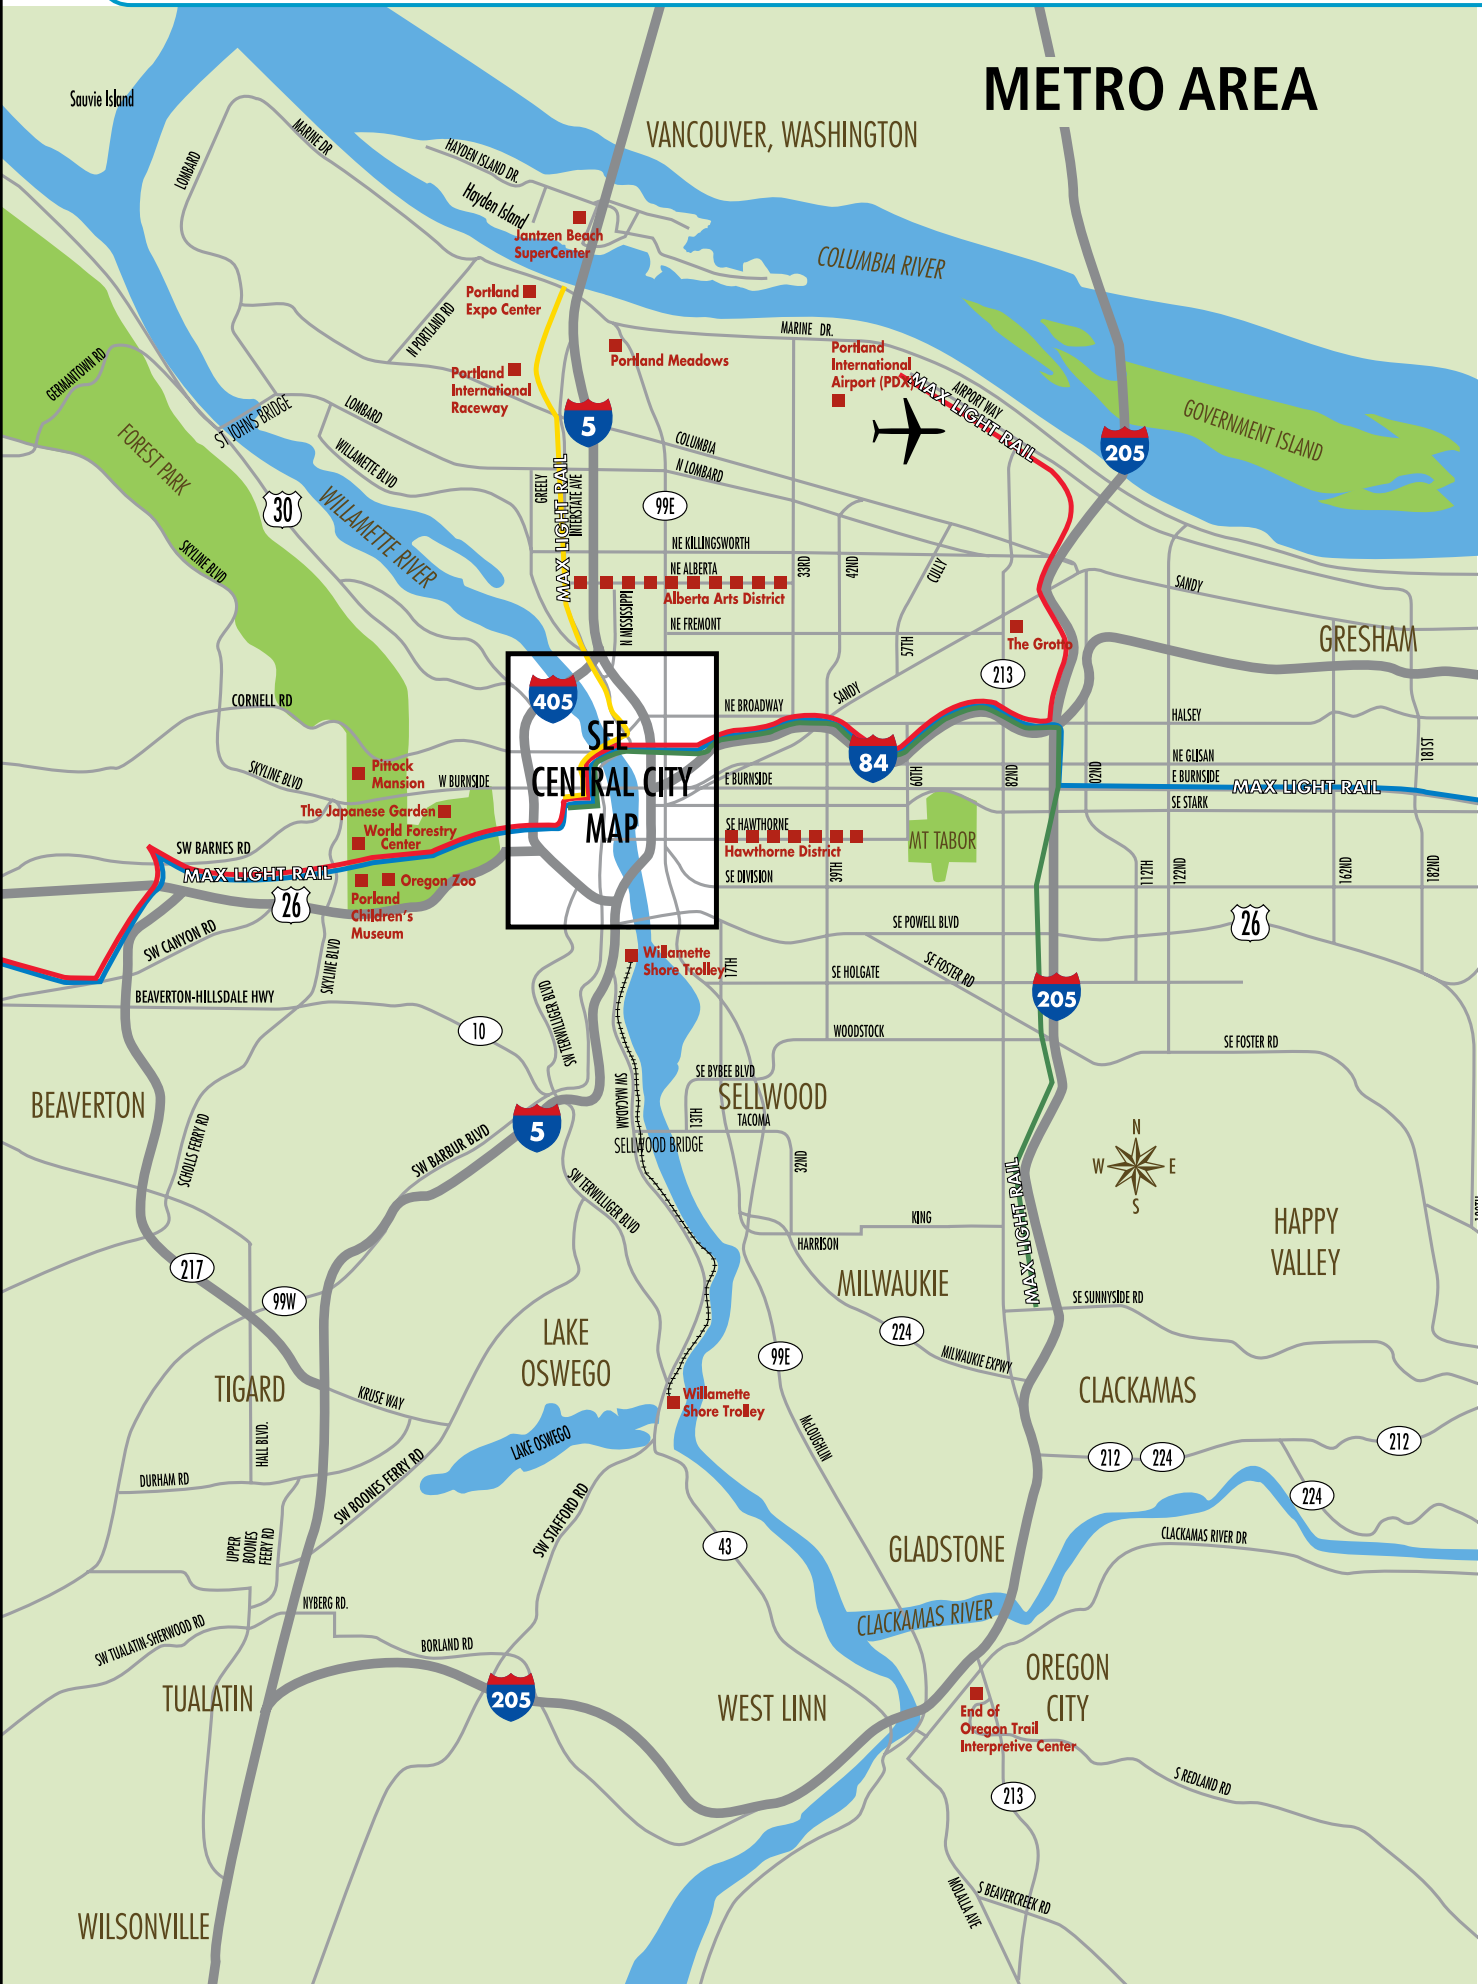 METRO AREA
Sauvie Island
VANCOUVER, WASHINGTON
MARINE DR
LOMBARD
HAYDEN ISLAND DR.
Hayden Island
Jantzen Beach
SuperCenter
COLUMBIA RIVER
Portland
Expo Center
N PORTLAND RD
MARINE DR.
Portland Meadows
Portland
International
Airport (PDX)
MAX LIGHT RAIL
AIRPORT WAY
Portland
International
Raceway
GERMANTOWN RD
ST JOHNS BRIDGE
LOMBARD
5
205
GOVERNMENT ISLAND
FOREST PARK
WILLAMETTE BLVD
COLUMBIA
N LOMBARD
30
WILLAMETTE RIVER
GREELY
MAX LIGHT RAIL
INTERSTATE AVE
99E
SKYLINE BLVD
NE KILLINGSWORTH
NE ALBERTA
33RD
42ND
CULLY
SANDY
Alberta Arts District
N MISSISSIPPI
NE FREMONT
57TH
The Grotto
GRESHAM
213
405
CORNELL RD
NE BROADWAY
SANDY
HALSEY
SEE
CENTRAL CITY
MAP
84
NE GLISAN
181ST
Pittock
Mansion
SKYLINE BLVD
W BURNSIDE
E BURNSIDE
60TH
82ND
02ND
E BURNSIDE
MAX LIGHT RAIL
SE STARK
The Japanese Garden
World Forestry
Center
SE HAWTHORNE
Hawthorne District
MT TABOR
SW BARNES RD
MAX LIGHT RAIL
26
Oregon Zoo
Porland
Children's
Museum
SE DIVISION
39TH
112TH
122ND
162ND
182ND
SE POWELL BLVD
26
SW CANYON RD
SKYLINE BLVD
Willamette
Shore Trolley
17TH
SE HOLGATE
SE FOSTER RD
205
BEAVERTON-HILLSDALE HWY
10
SW TERWILLIGER BLVD
WOODSTOCK
SE FOSTER RD
SW MACADAM
SE BYBEE BLVD
SELLWOOD
BEAVERTON
13TH
TACOMA
5
SELLWOOD BRIDGE
SCHOLLS FERRY RD
SW BARBUR BLVD
32ND
N
W
E
S
SW TERWILLIGER BLVD
MAX LIGHT RAIL
KING
HARRISON
HAPPY
VALLEY
217
99W
MILWAUKIE
SE SUNNYSIDE RD
LAKE
OSWEGO
224
99E
MILWAUKIE EXPWY
TIGARD
KRUSE WAY
Willamette
Shore Trolley
CLACKAMAS
HALL BLVD.
LAKE OSWEGO
McLOUGHLIN
212
224
212
DURHAM RD
SW BOONES FERRY RD
SW STAFFORD RD
224
UPPER
BOONES
FEERY RD
43
GLADSTONE
CLACKAMAS RIVER DR
NYBERG RD.
CLACKAMAS RIVER
SW TUALATIN-SHERWOOD RD
BORLAND RD
OREGON
CITY
TUALATIN
205
WEST LINN
End of
Oregon Trail
Interpretive Center
213
S REDLAND RD
MOLALLA AVE
S BEAVERCREEK RD
WILSONVILLE